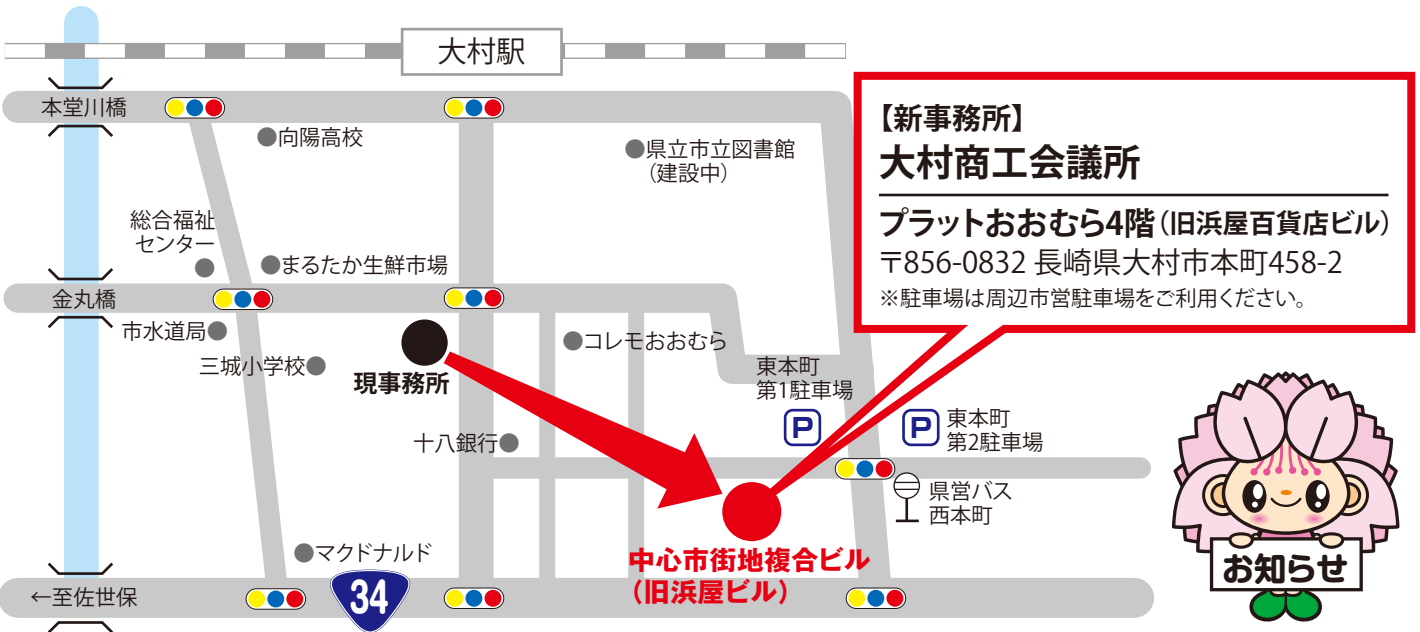 大村駅
本堂川橋
●向陽高校
●県立市立図書館
（建設中）
【新事務所】
大村商工会議所
プラットおおむら4階（旧浜屋百貨店ビル）
〒856-0832 長崎県大村市本町458-2
※駐車場は周辺市営駐車場をご利用ください。
総合福祉
センター
●まるたか生鮮市場
金丸橋
市水道局●
三城小学校●
現事務所
●コレモおおむら
東本町
第1駐車場
P
P
東本町
第2駐車場
十八銀行●
県営バス
西本町
●マクドナルド
中心市街地複合ビル
（旧浜屋ビル）
←至佐世保
34
お知らせ